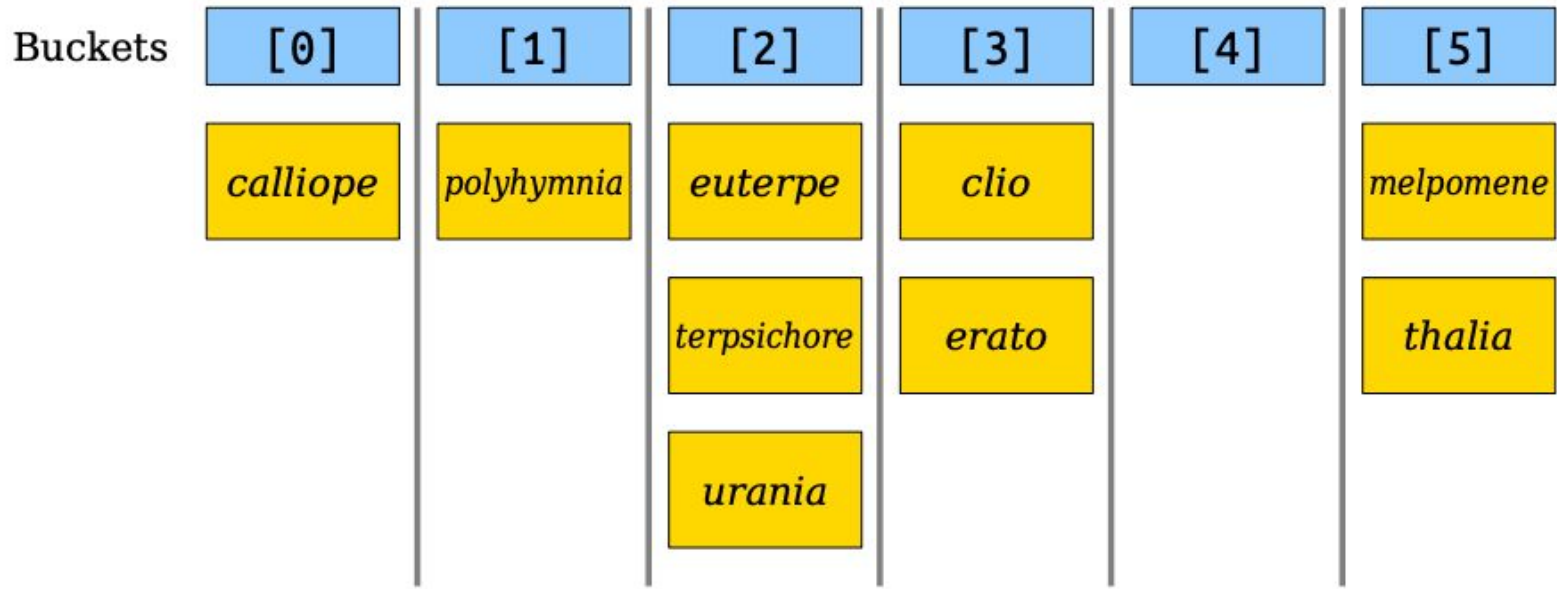 Buckets [0] [1] [2] [3] [4] [5]
calliope polyhymnia euterpe clio melpomene
terpsichore erato thalia
urania